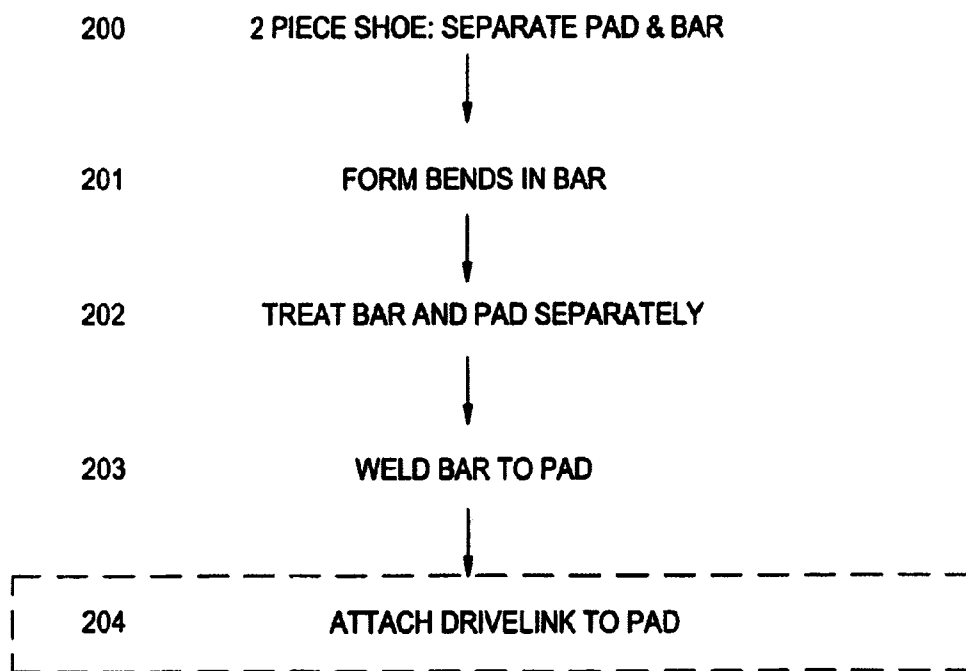 200 2 PIECE SHOE: SEPARATE PAD & BAR
201 FORM BENDS IN BAR
202 TREAT BAR AND PAD SEPARATELY
203 WELD BAR TO PAD
204 ATTACH DRIVELINK TO PAD